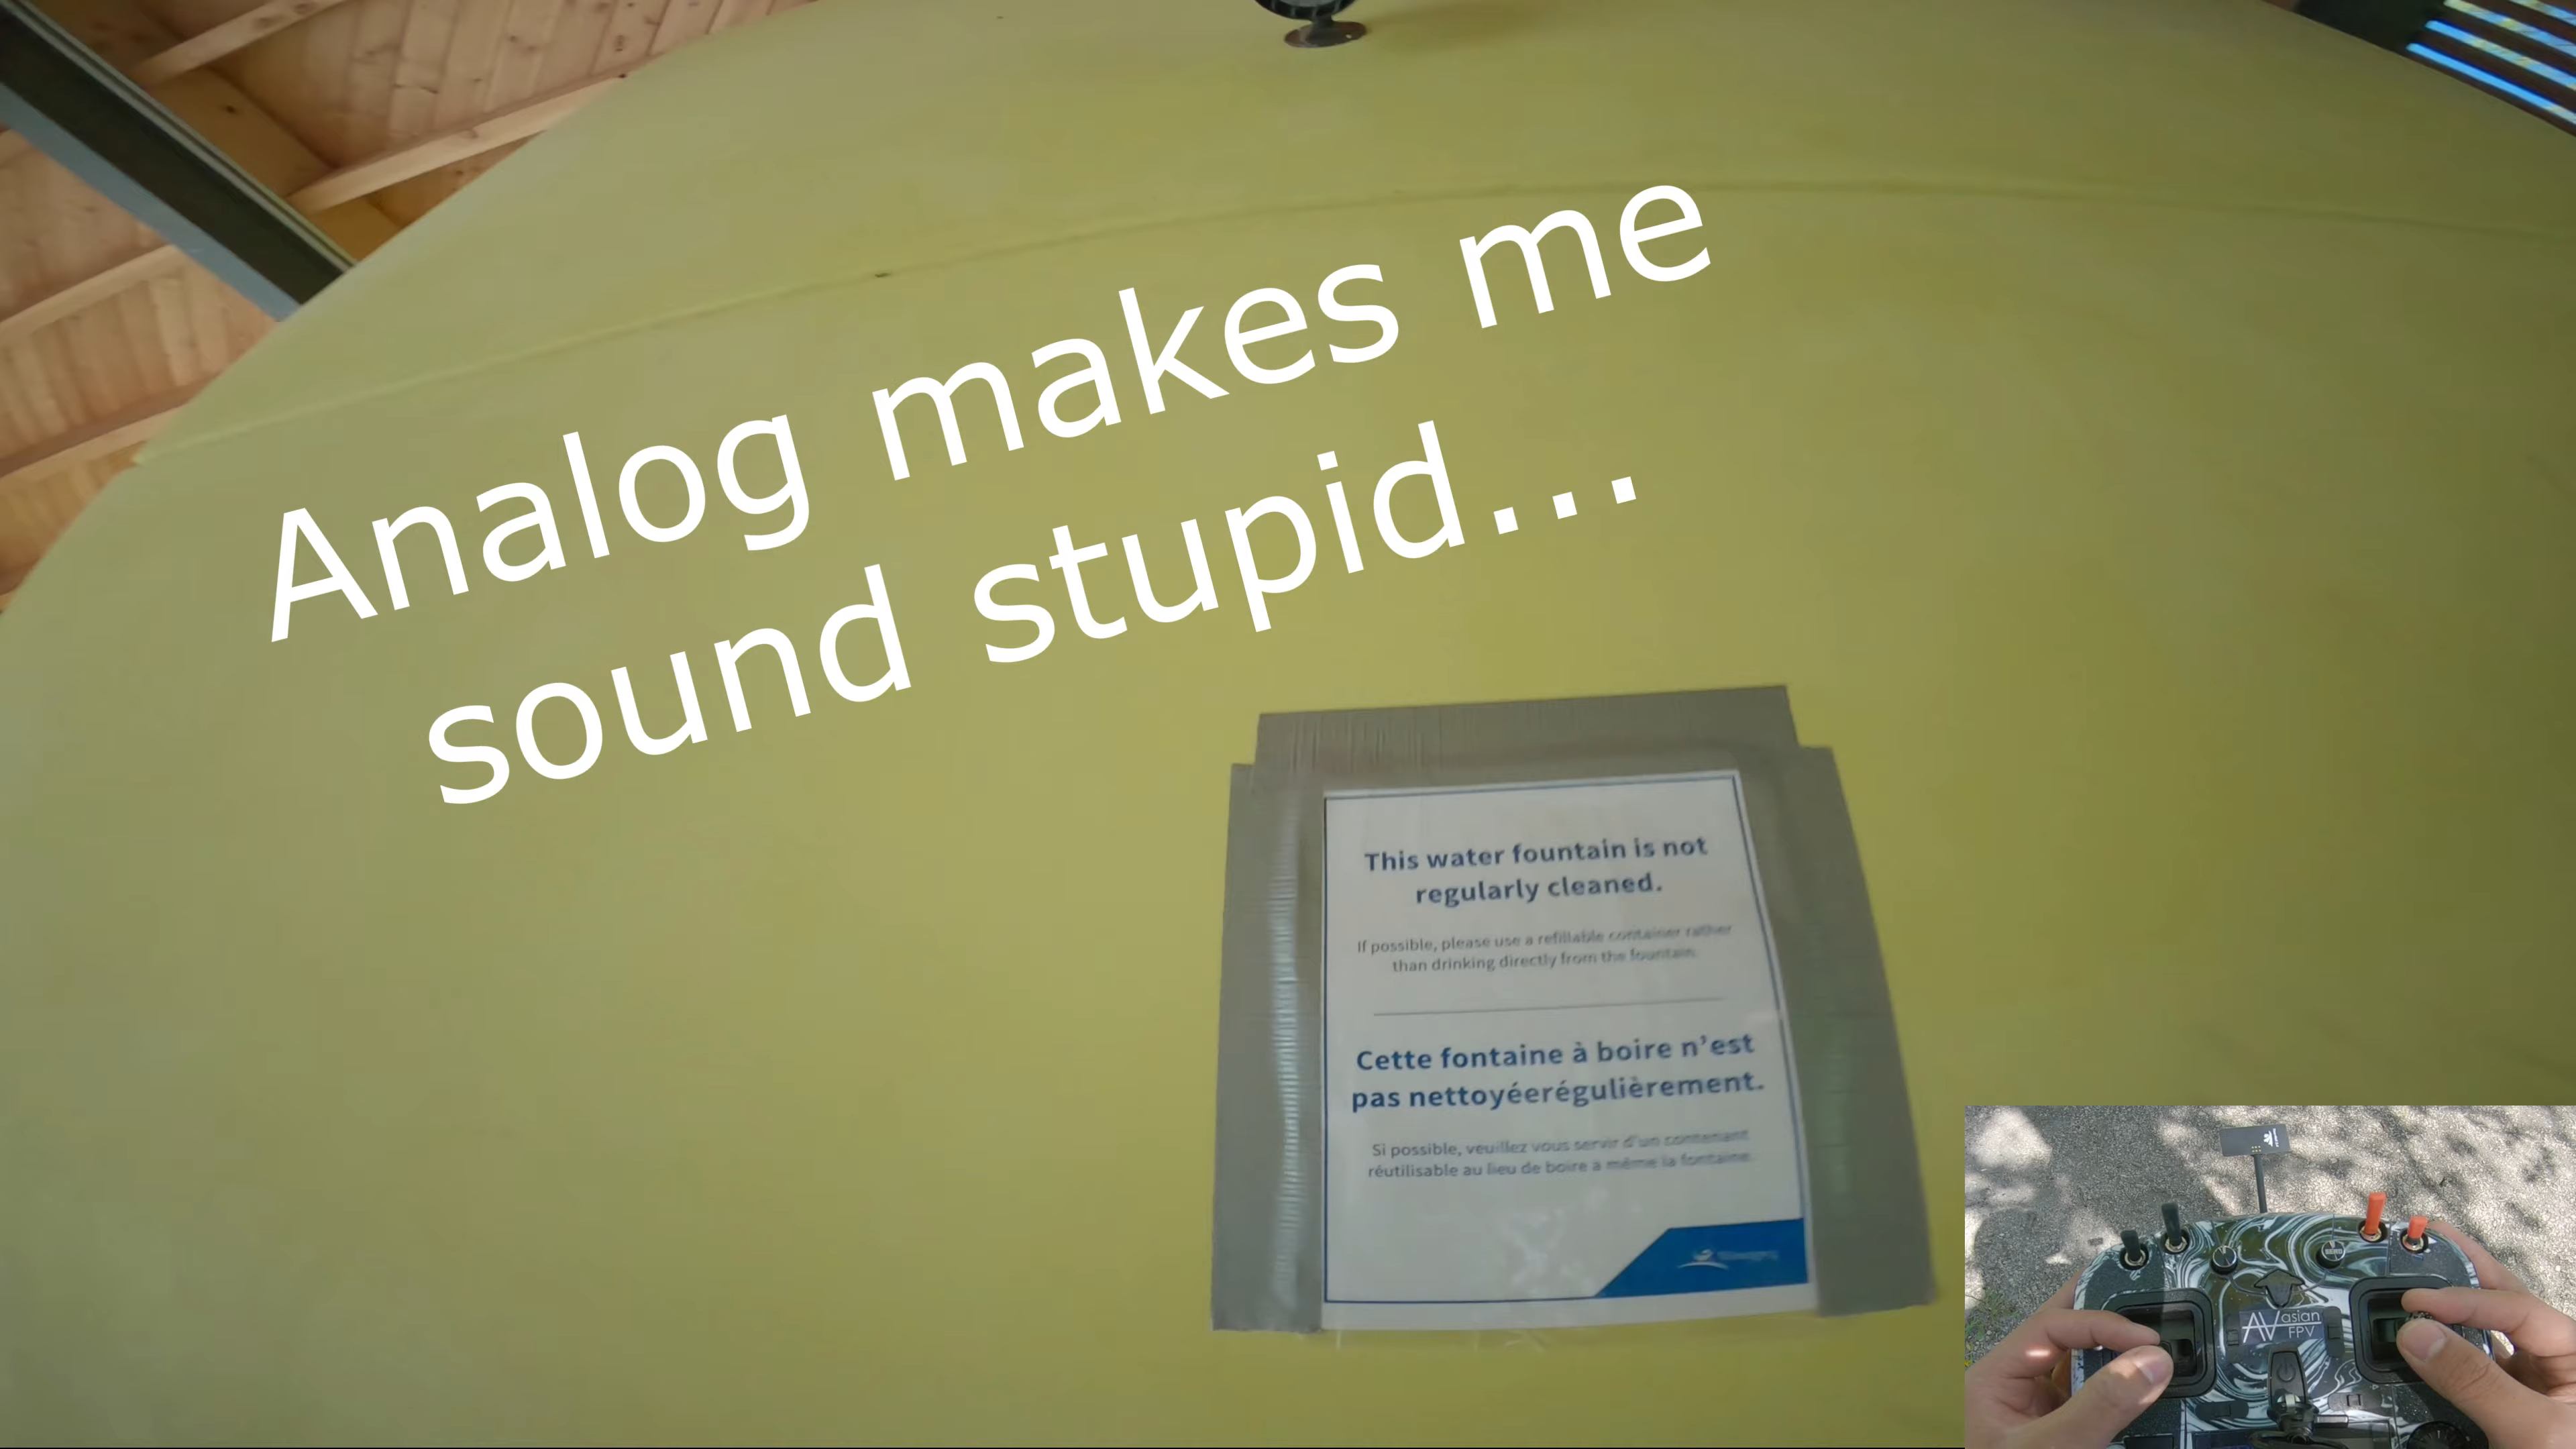 Analog makes me
sound stupid...
This water fountain is not
regularly cleaned.
If possible, please use a refillable container rather
than drinking directly from the fountain.
Cette fontaine à boire n'est
pas nettoyéerégulièrement.
Si possible, veuillez vous servir d'un contenant
réutilisable au lieu de boire à même la fontaine.
AVasian
FPV